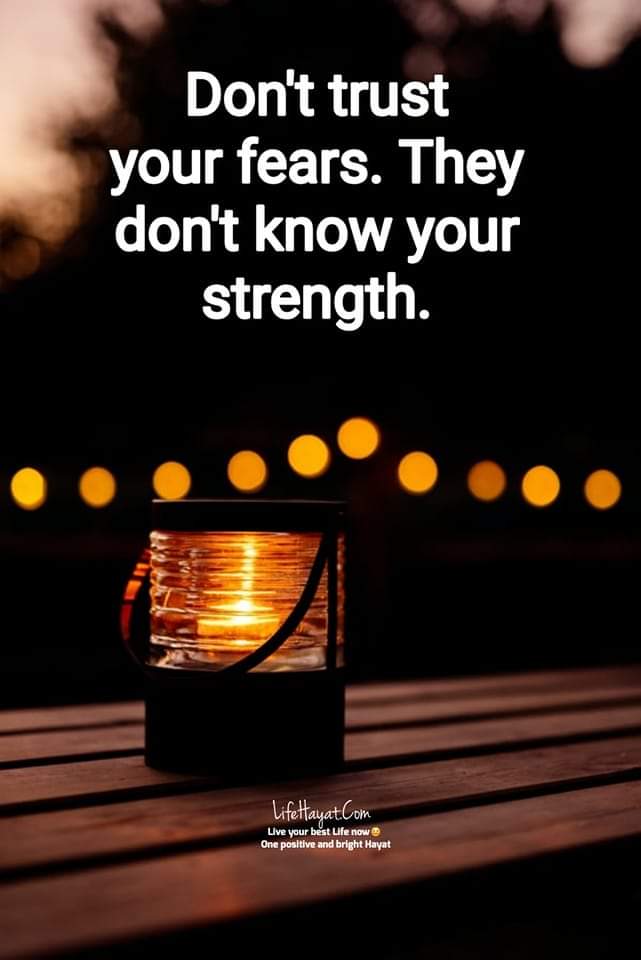 Don't trust
your fears. They
don't know your
strength.
LifeHayat.Com
Live your best Life now😊
One positive and bright Hayat